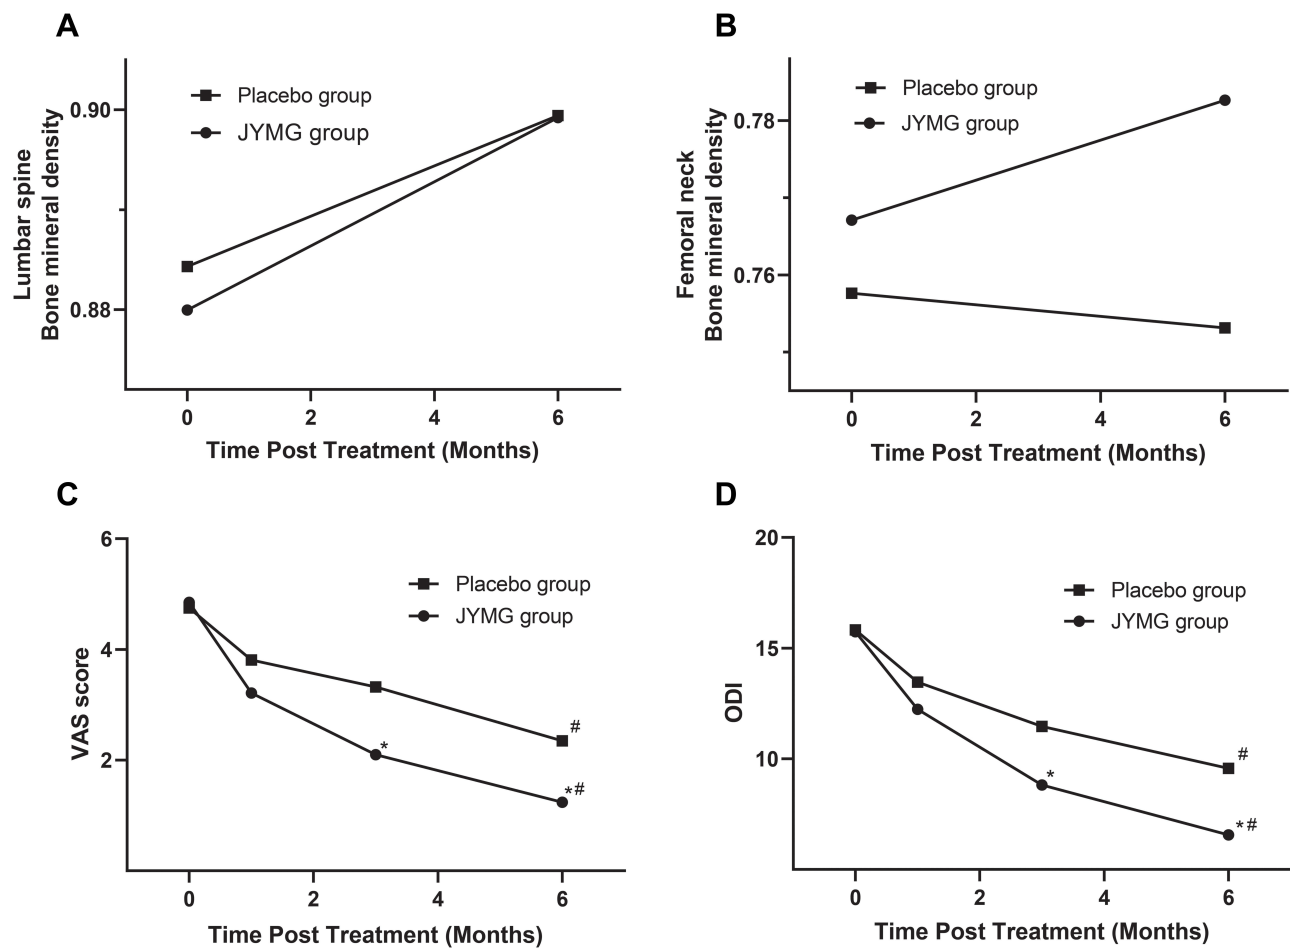 A
Lumbar spine
Bone mineral density
0.90
0.88
Placebo group
JYMG group
0 2 4 6
Time Post Treatment (Months)
B
Femoral neck
Bone mineral density
0.78
0.76
Placebo group
JYMG group
0 2 4 6
Time Post Treatment (Months)
C
VAS score
6
4
2
Placebo group
JYMG group
#
*
*#
0 2 4 6
Time Post Treatment (Months)
D
ODI
20
15
10
Placebo group
JYMG group
#
*
*#
0 2 4 6
Time Post Treatment (Months)